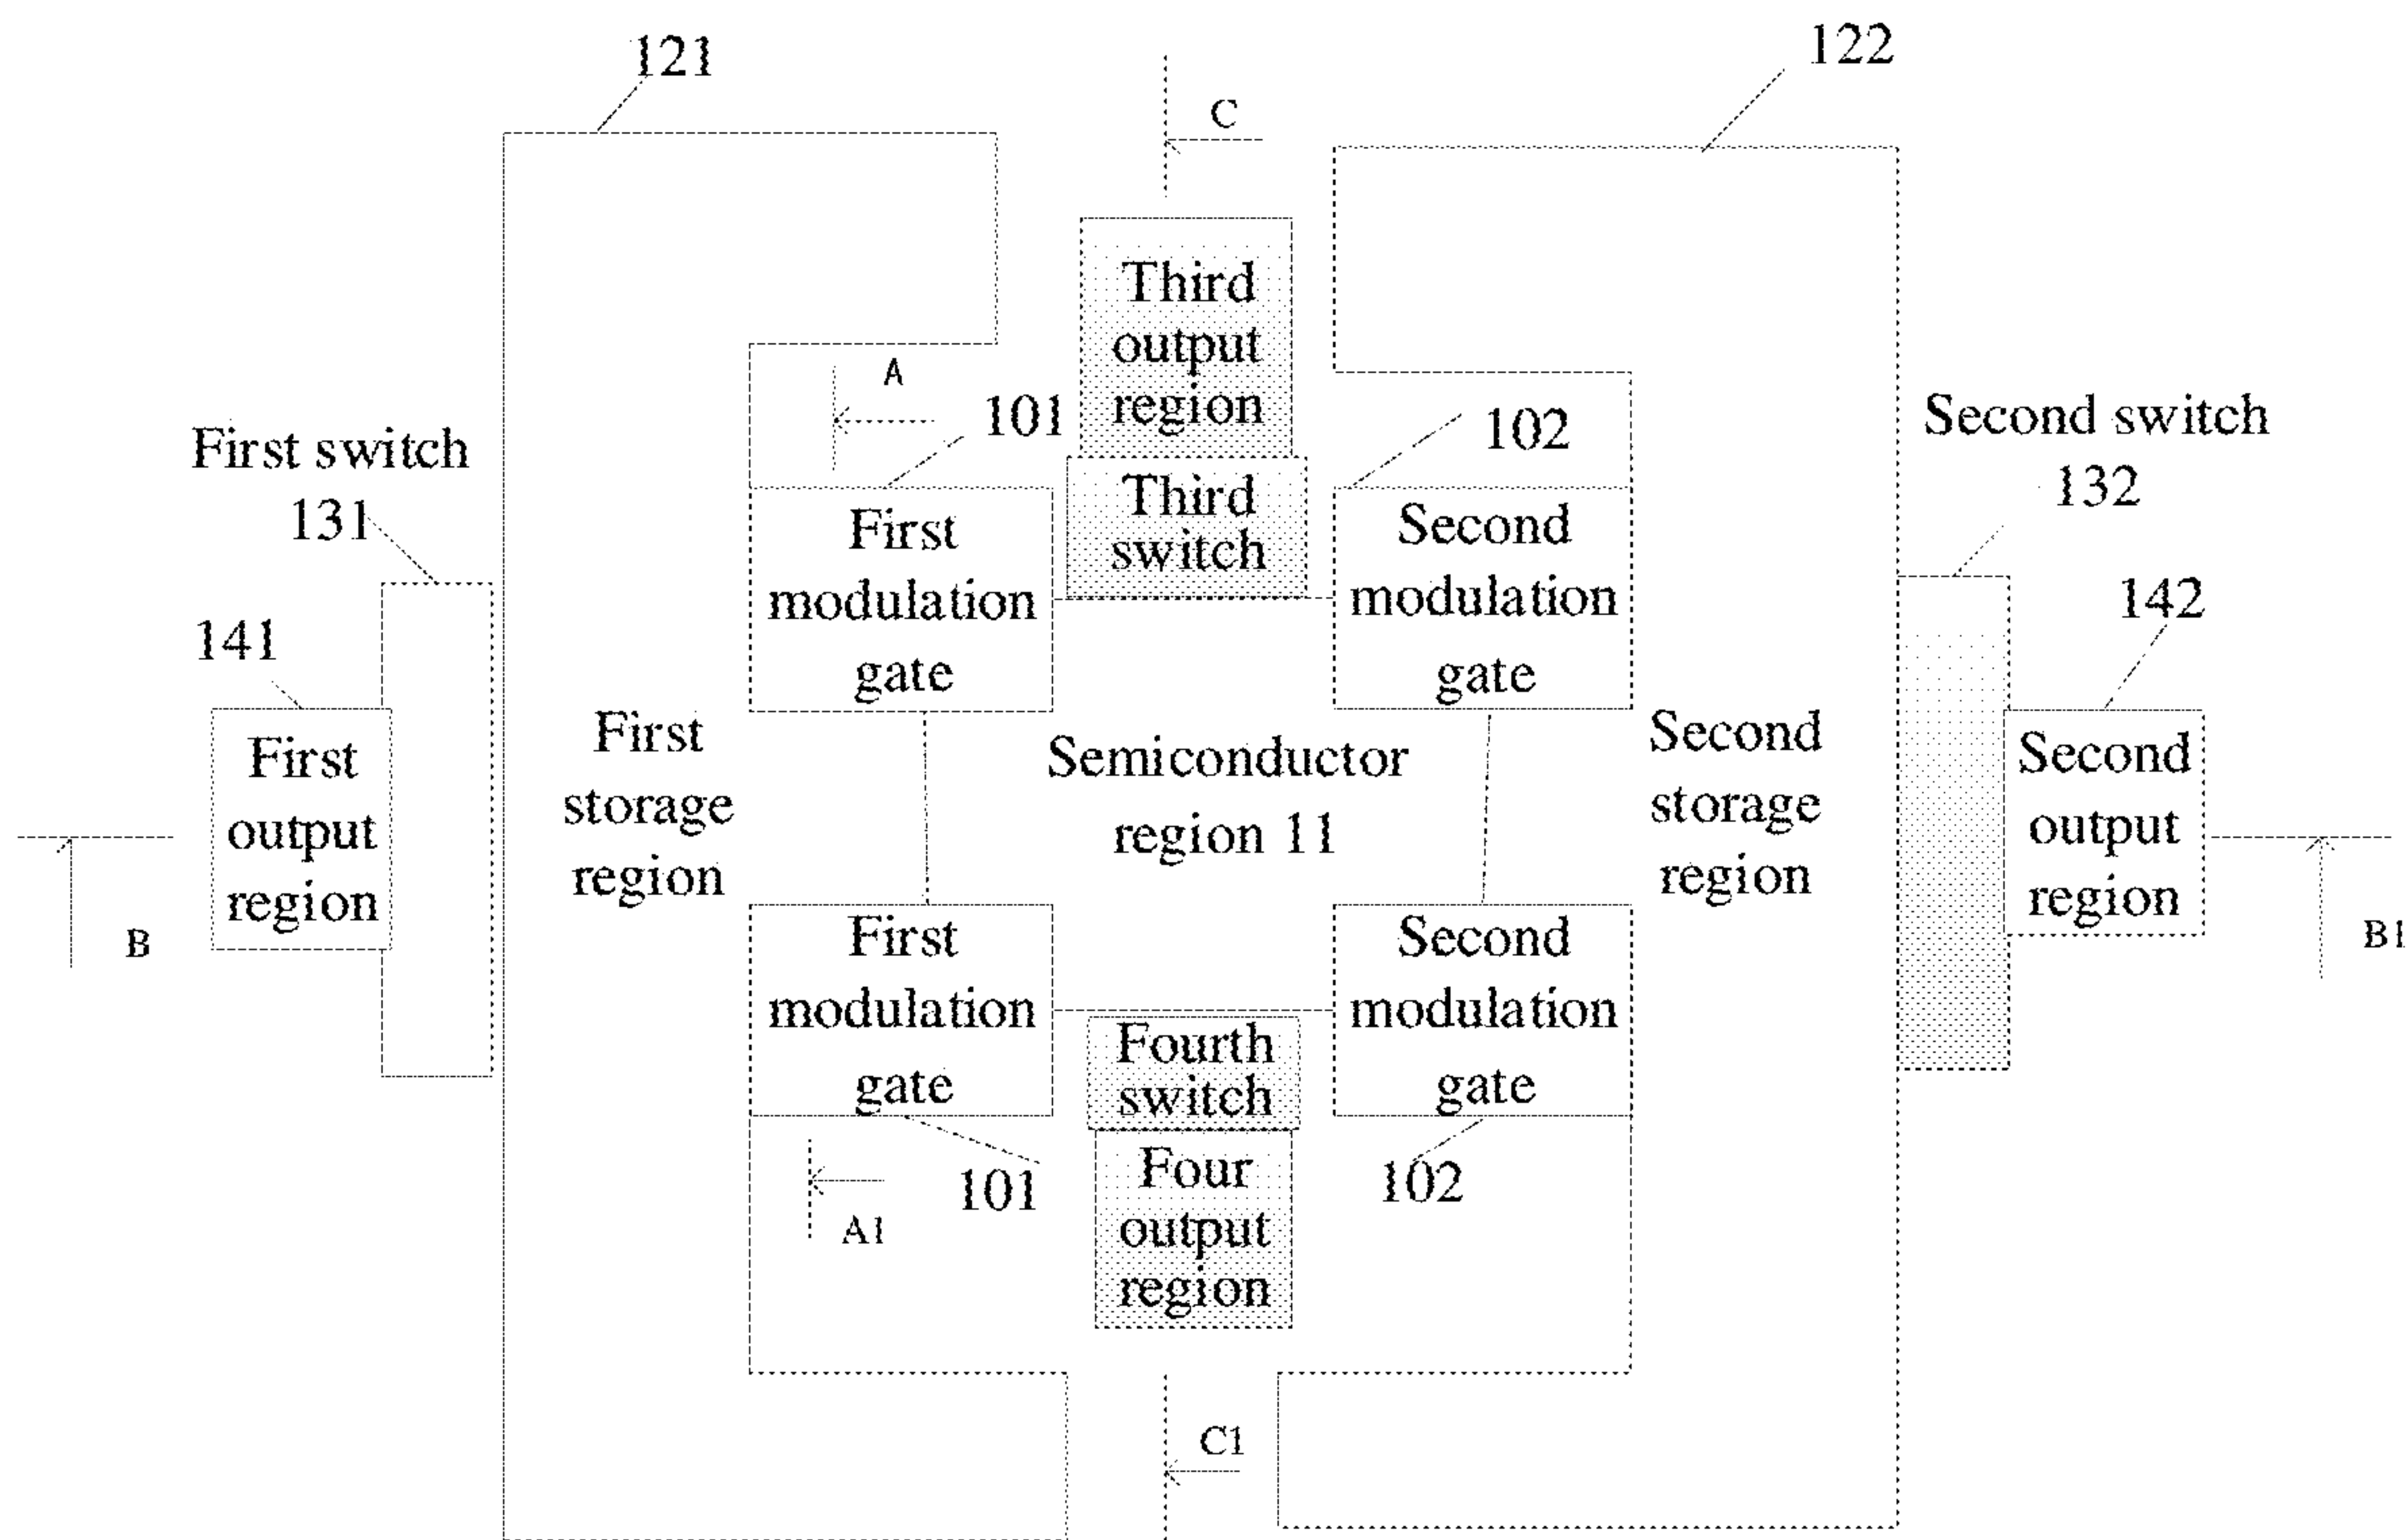 121
122
C
Third
output
region
A
101
102
First switch
131
Second switch
132
Third
switch
First
modulation
gate
Second
modulation
gate
141
142
First
output
region
First
storage
region
Semiconductor
region 11
Second
storage
region
Second
output
region
B
B1
First
modulation
gate
Second
modulation
gate
Fourth
switch
Four
output
region
101
102
A1
C1